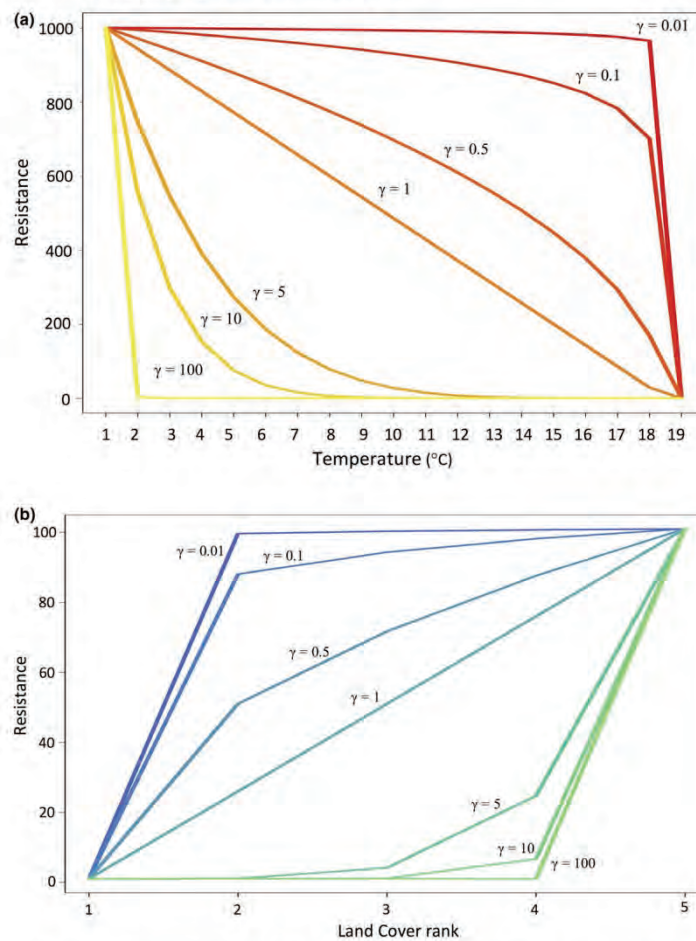 (a)
1000
800
600
400
200
0
Resistance
γ = 0.01
γ = 0.1
γ = 0.5
γ = 1
γ = 5
γ = 10
γ = 100
1 2 3 4 5 6 7 8 9 10 11 12 13 14 15 16 17 18 19
Temperature (°C)
(b)
100
80
60
40
20
0
Resistance
γ = 0.01
γ = 0.1
γ = 0.5
γ = 1
γ = 5
γ = 10
γ = 100
1 2 3 4 5
Land Cover rank